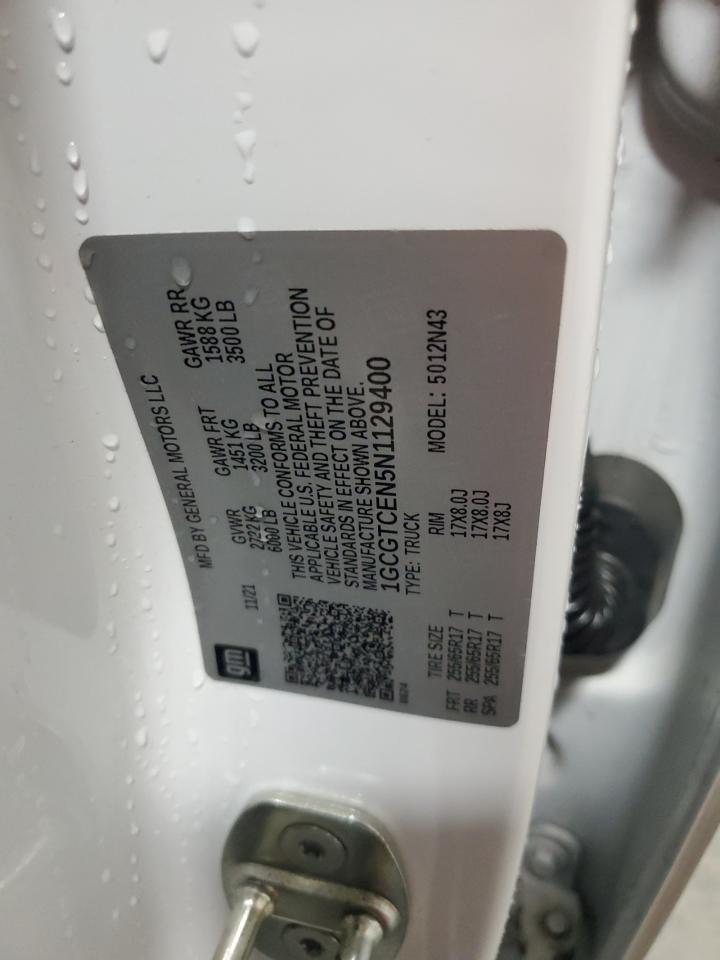 gm
MFD BY GENERAL MOTORS LLC
11/21 GVWR GAWR FRT GAWR RR
2722 KG 1451 KG 1588 KG
6000 LB 3200 LB 3500 LB
THIS VEHICLE CONFORMS TO ALL
APPLICABLE U.S. FEDERAL MOTOR
VEHICLE SAFETY AND THEFT PREVENTION
STANDARDS IN EFFECT ON THE DATE OF
MANUFACTURE SHOWN ABOVE.
1GCGTCEN5N1129400
TYPE: TRUCK MODEL: 5012N43
TIRE SIZE RIM
FRT 255/65R17 T 17X8.0J
RR 255/65R17 T 17X8.0J
SPA 255/65R17 T 17X8J